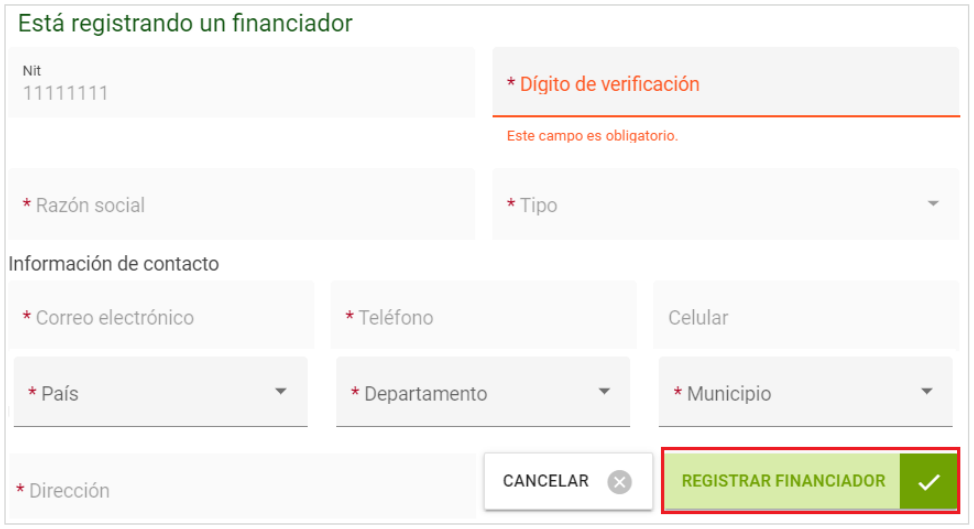 Está registrando un financiador
Nit
11111111
* Dígito de verificación
Este campo es obligatorio.
* Razón social
* Tipo
Información de contacto
* Correo electrónico
* Teléfono
Celular
* País
* Departamento
* Municipio
* Dirección
CANCELAR
REGISTRAR FINANCIADOR